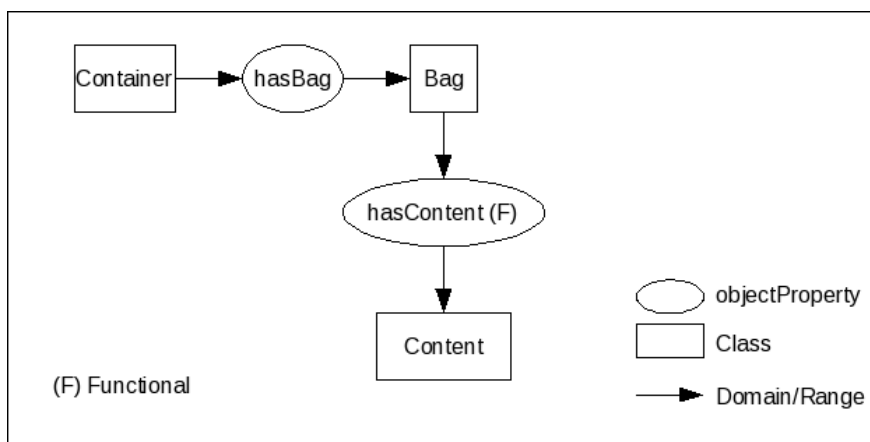 Container
hasBag
Bag
hasContent (F)
Content
objectProperty
Class
(F) Functional
Domain/Range